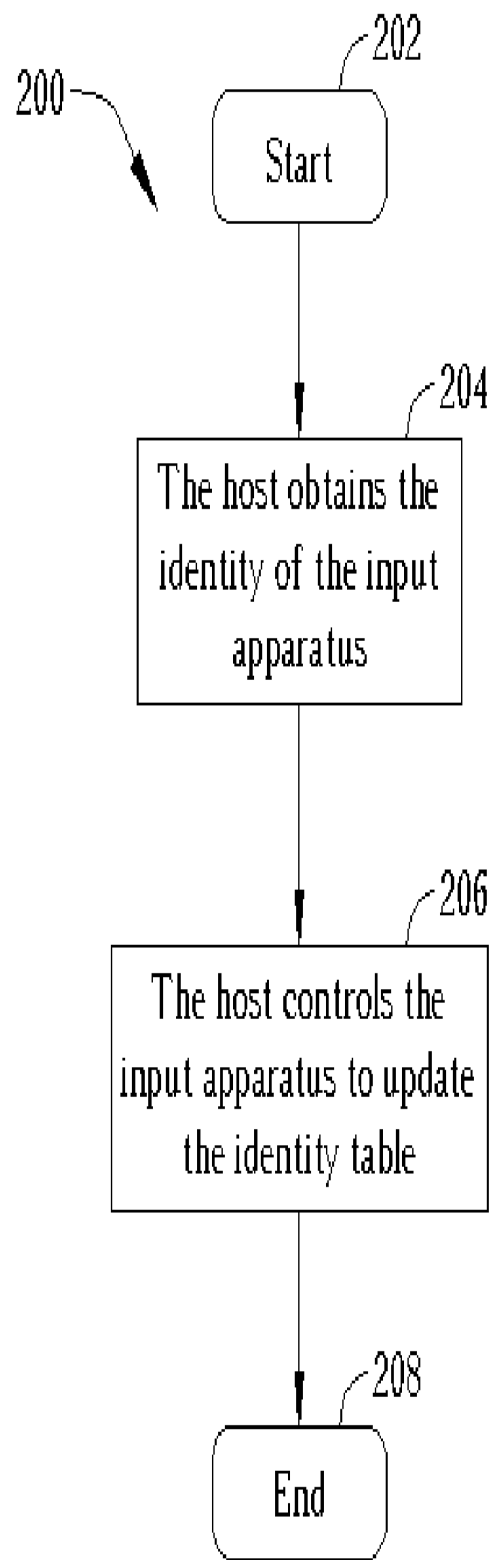 202
200
Start
204
The host obtains the
identity of the input
apparatus
206
The host controls the
input apparatus to update
the identity table
208
End